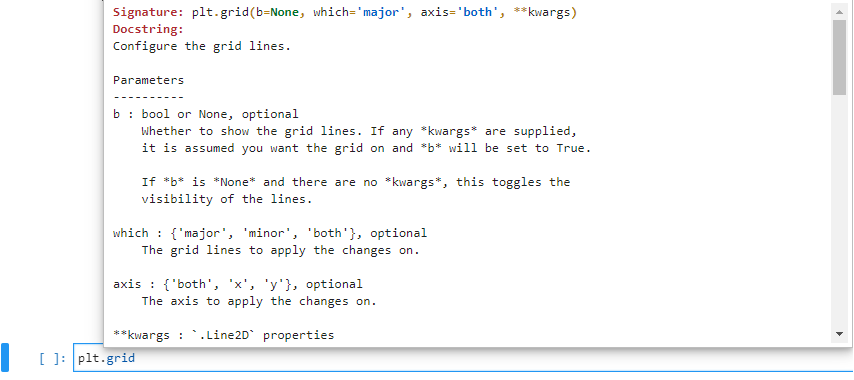 Signature: plt.grid(b=None, which='major', axis='both', **kwargs)
Docstring:
Configure the grid lines.
Parameters
----------
b : bool or None, optional
    Whether to show the grid lines. If any *kwargs* are supplied,
    it is assumed you want the grid on and *b* will be set to True.
    If *b* is *None* and there are no *kwargs*, this toggles the
    visibility of the lines.
which : {'major', 'minor', 'both'}, optional
    The grid lines to apply the changes on.
axis : {'both', 'x', 'y'}, optional
    The axis to apply the changes on.
**kwargs : `.Line2D` properties
[ ]: plt.grid